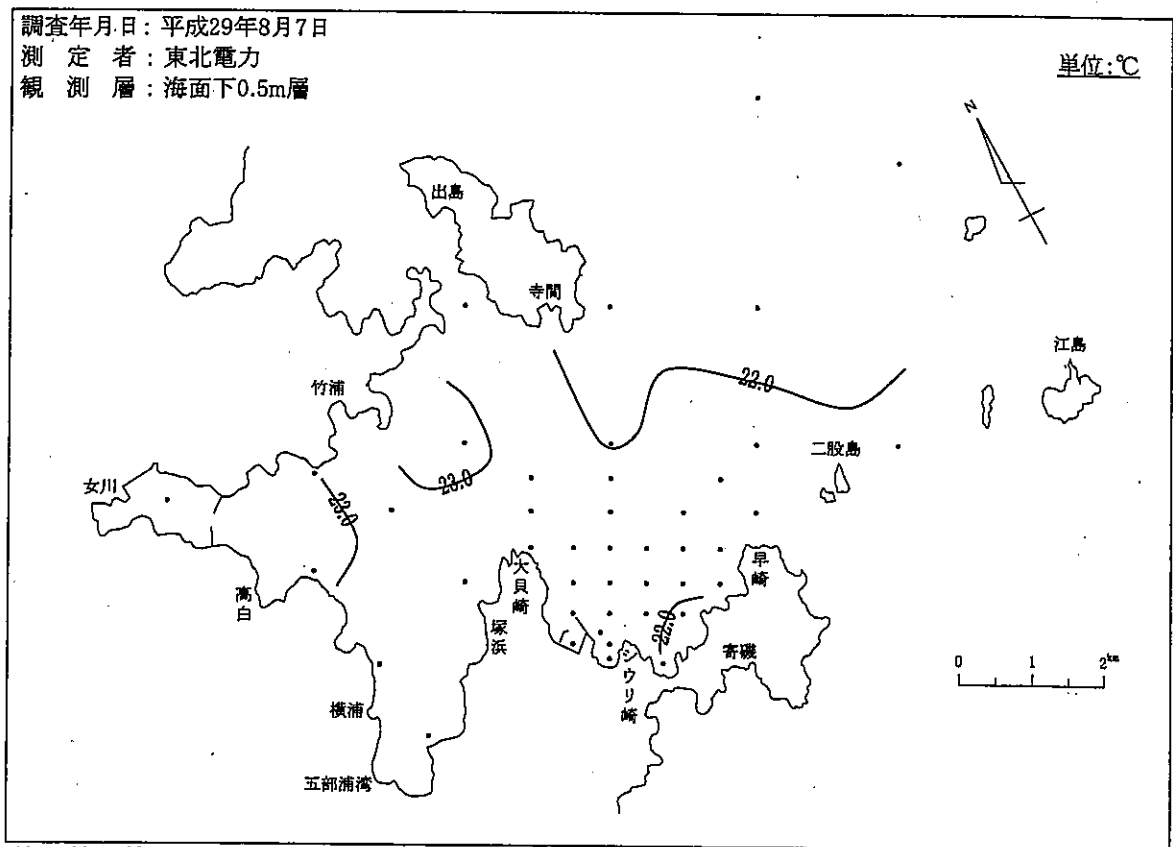 調査年月日：平成29年8月7日
測　定　者：東北電力
観　測　層：海面下0.5m層
単位:℃
N
出島
寺間
江島
22.0
竹浦
二股島
女川
23.0
23.0
大貝崎
早崎
高白
塚浜
22.0
寄磯
シウリ崎
0 1 2km
横浦
五部浦湾